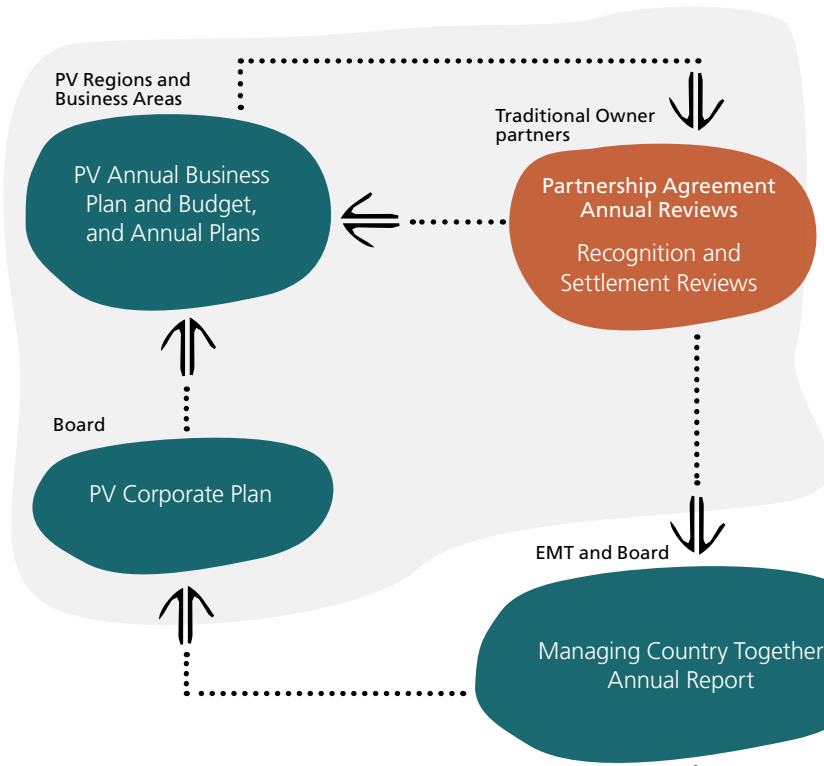 PV Regions and
Business Areas
PV Annual Business
Plan and Budget,
and Annual Plans
Traditional Owner
partners
Partnership Agreement
Annual Reviews
Recognition and
Settlement Reviews
Board
PV Corporate Plan
EMT and Board
Managing Country Together
Annual Report